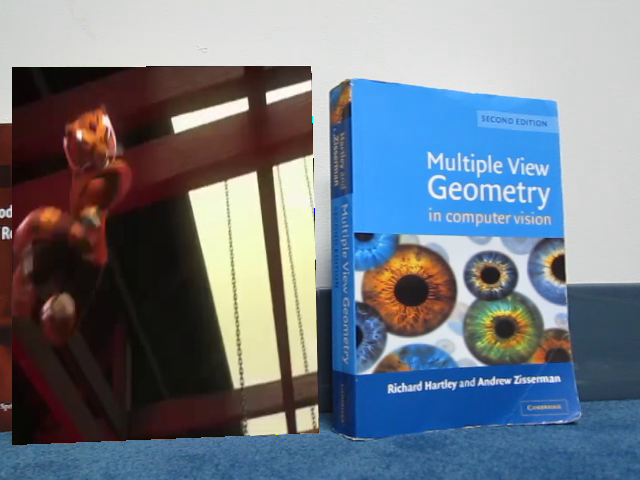 SECOND EDITION
Multiple View
Geometry
in computer vision
Richard Hartley and Andrew Zisserman
CAMBRIDGE
Hartley and
Zisserman
Multiple View Geometry